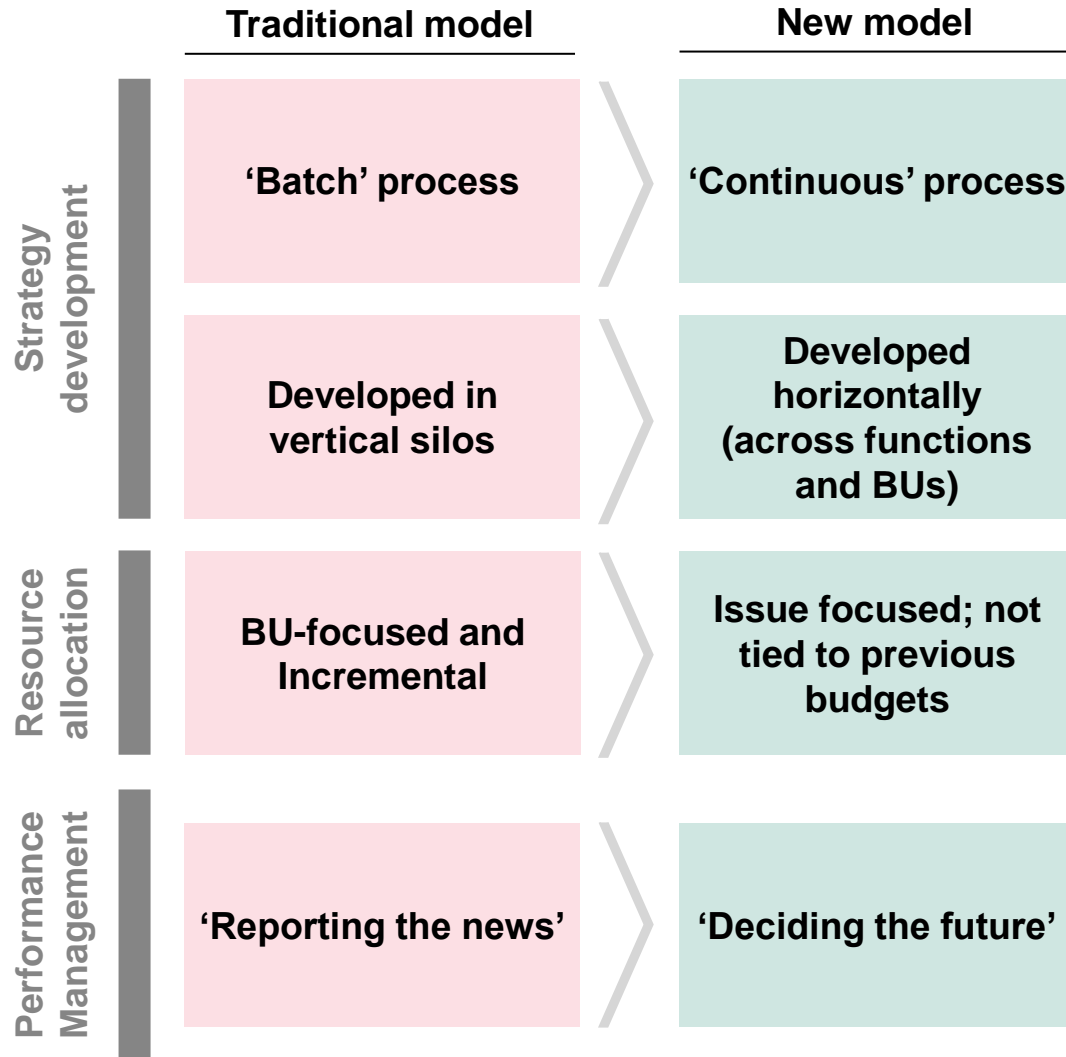 Traditional model
New model
Strategy
development
‘Batch’ process
‘Continuous’ process
Developed in
vertical silos
Developed
horizontally
(across functions
and BUs)
Resource
allocation
BU-focused and
Incremental
Issue focused; not
tied to previous
budgets
Performance
Management
‘Reporting the news’
‘Deciding the future’